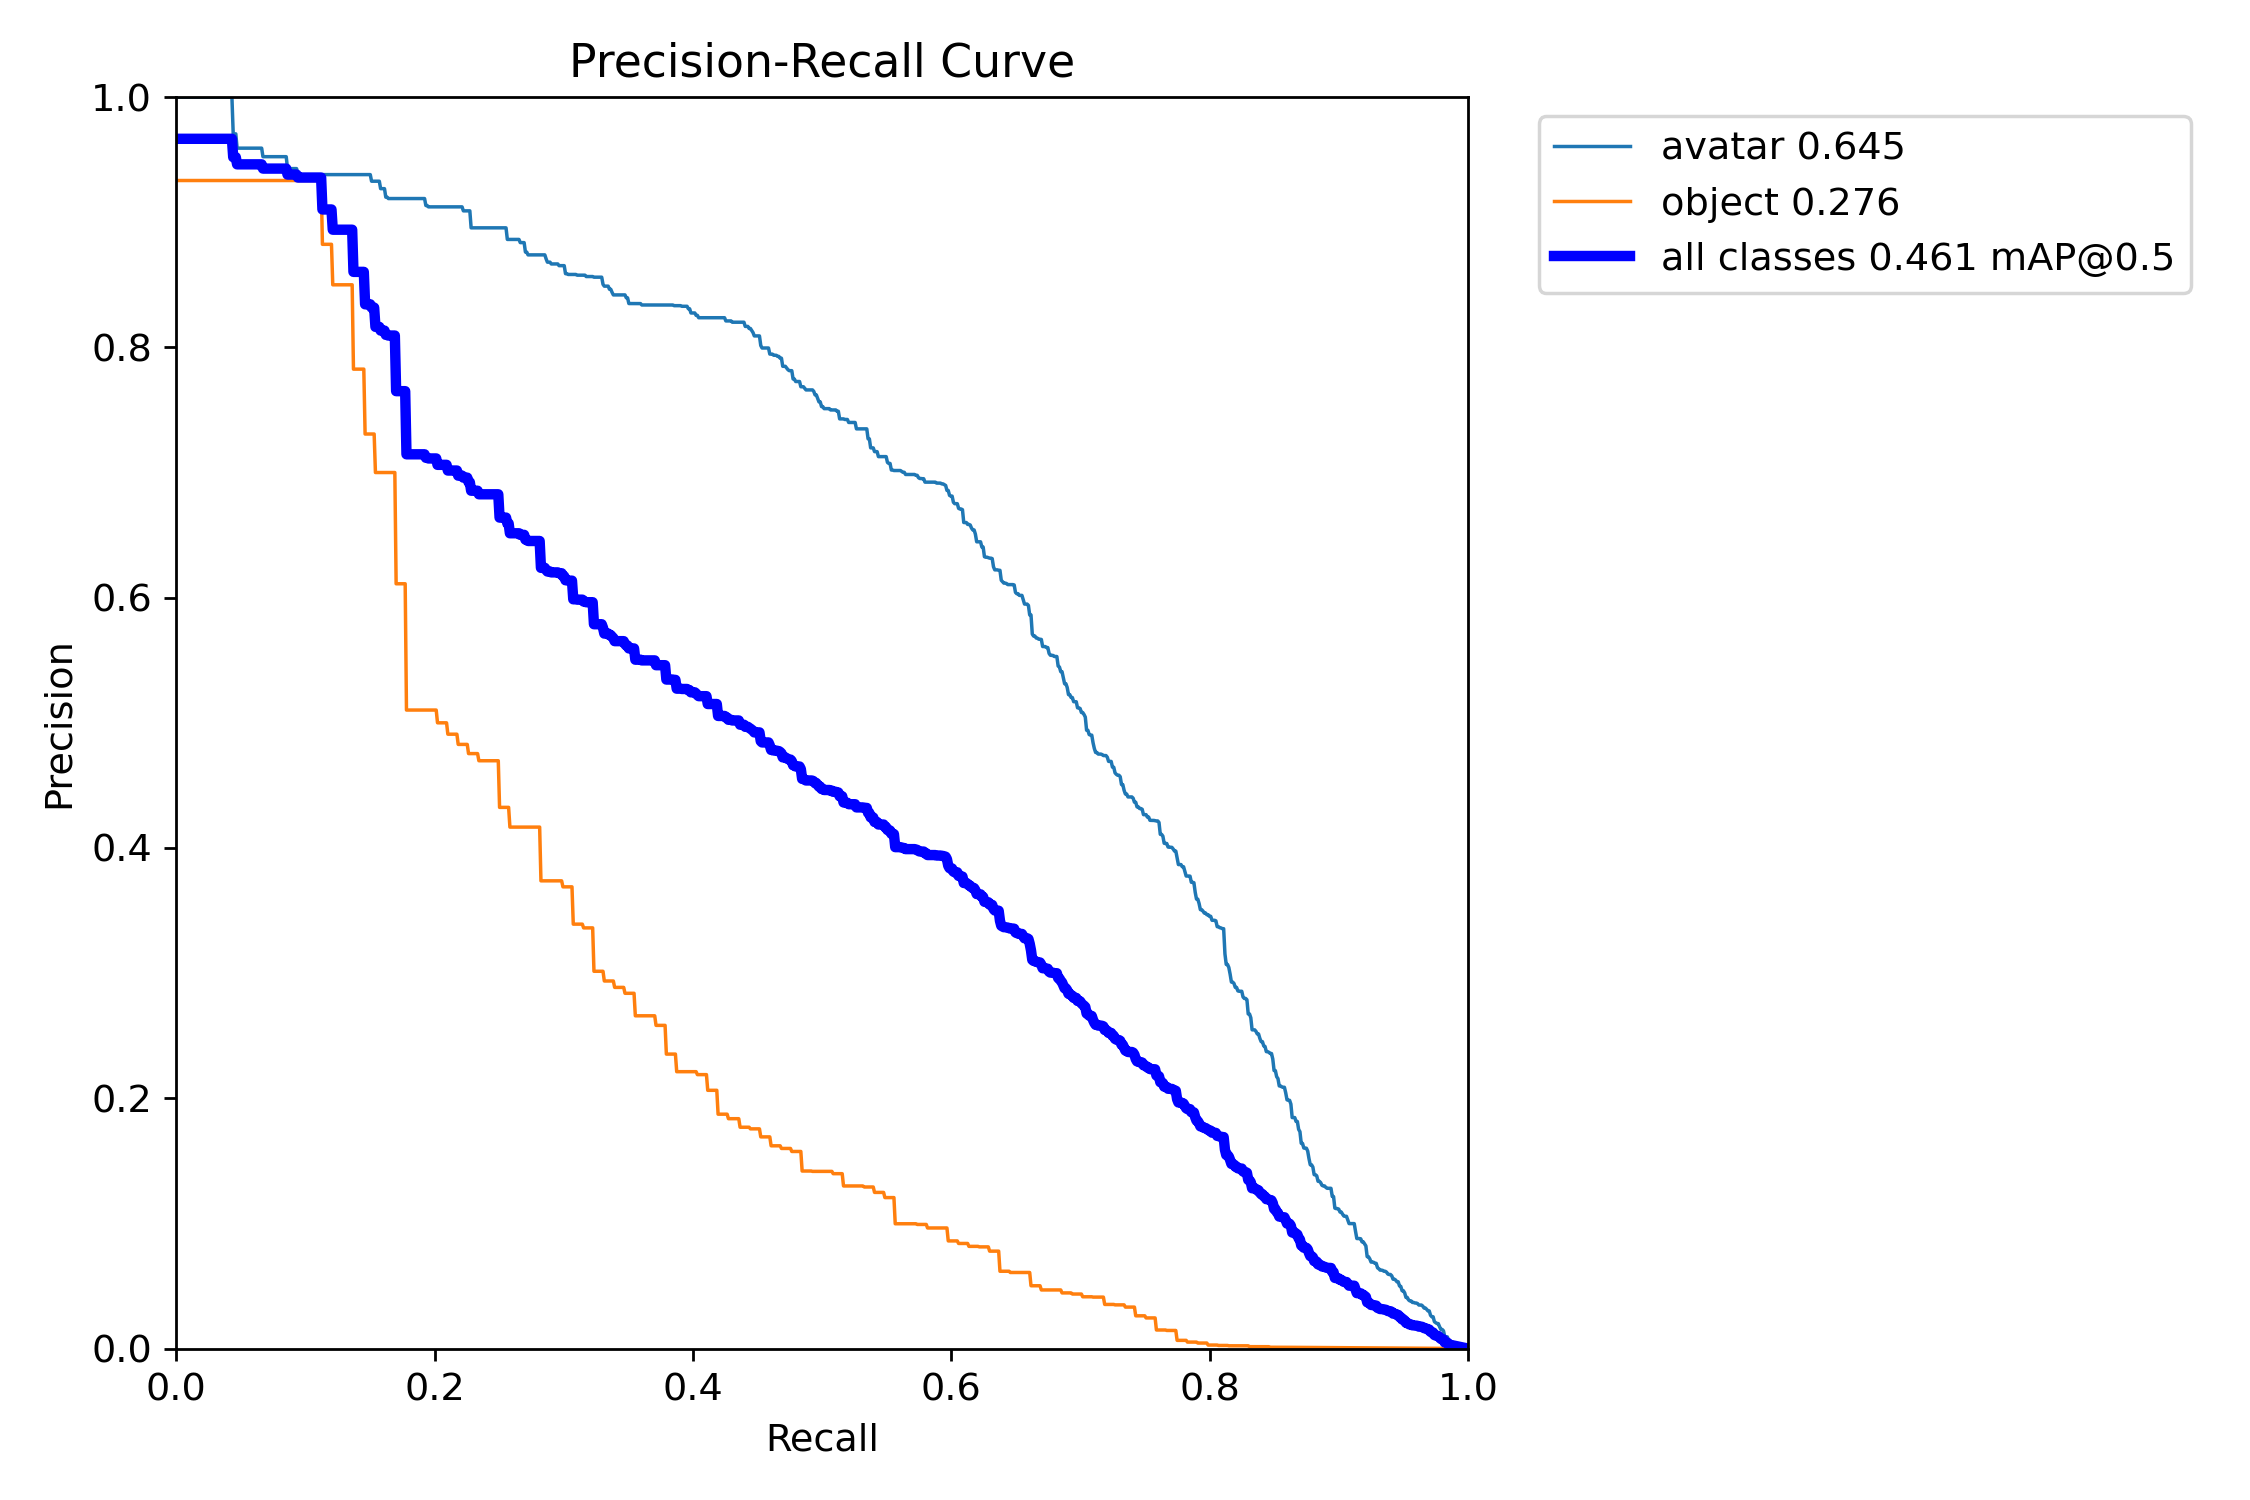 Precision-Recall Curve
1.0
0.8
0.6
0.4
0.2
0.0
Precision
0.0 0.2 0.4 0.6 0.8 1.0
Recall
avatar 0.645
object 0.276
all classes 0.461 mAP@0.5